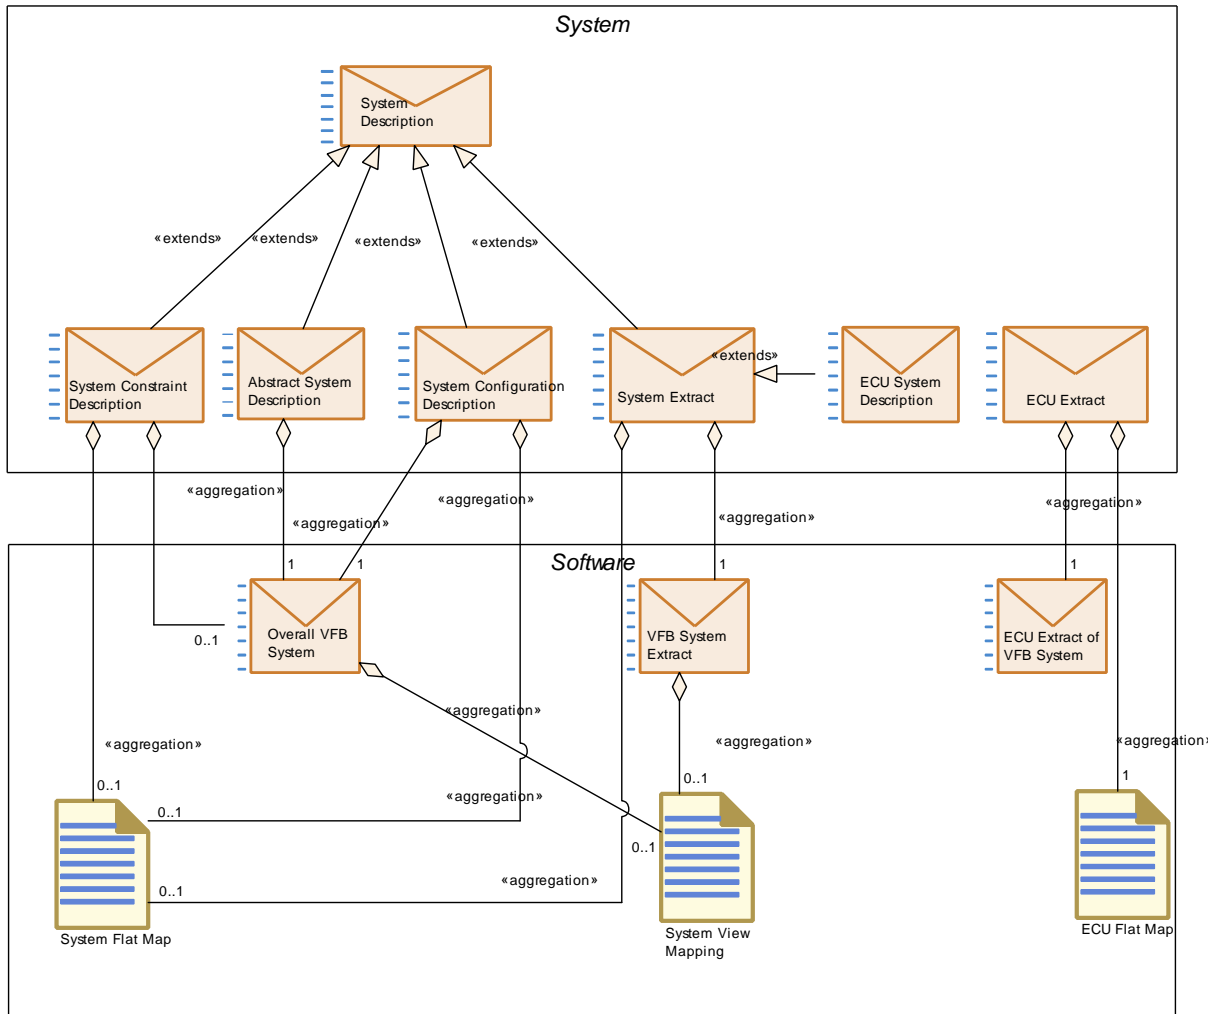 System
System
Description
«extends»
«extends»
«extends»
«extends»
System Constraint
Description
Abstract System
Description
System Configuration
Description
System Extract
«extends»
ECU System
Description
ECU Extract
«aggregation»
«aggregation»
«aggregation»
«aggregation»
«aggregation»
Software
1
1
1
1
0..1
Overall VFB
System
VFB System
Extract
ECU Extract of
VFB System
«aggregation»
«aggregation»
«aggregation»
«aggregation»
0..1
0..1
1
«aggregation»
0..1
0..1
«aggregation»
0..1
System Flat Map
System View
Mapping
ECU Flat Map